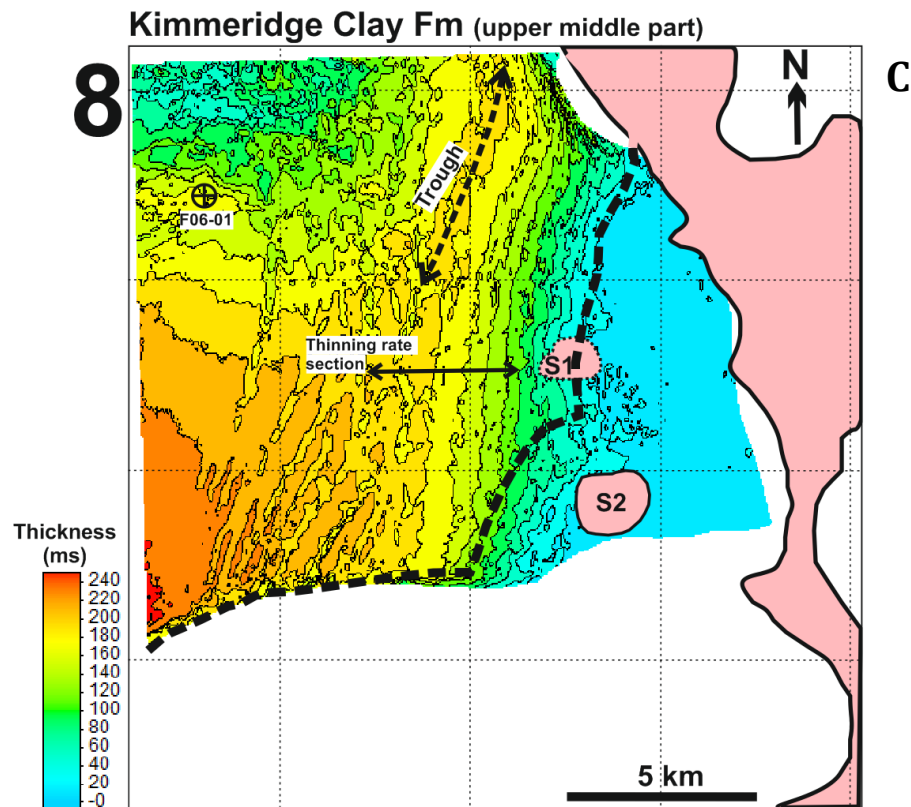 Kimmeridge Clay Fm (upper middle part)
8
C
N
Trough
F06-01
Thinning rate
section
S1
S2
Thickness
(ms)
240
220
200
180
160
140
120
100
80
60
40
20
-0
5 km